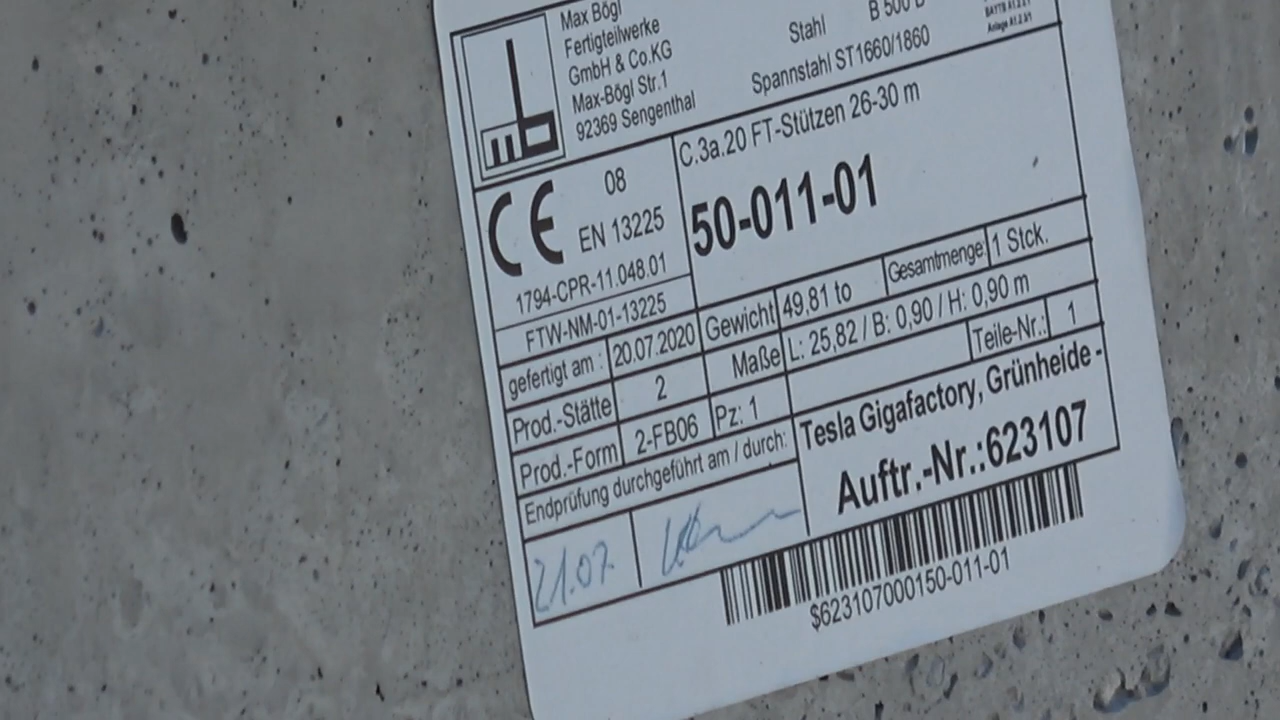 Max Bögl
Fertigteilwerke
GmbH & Co.KG
Max-Bögl Str.1
92369 Sengenthal
Stahl B 500
Spannstahl ST1660/1860
C.3a.20 FT-Stützen 26-30 m
50-011-01
CE 08
EN 13225
1794-CPR-11.048.01
FTW-NM-01-13225
gefertigt am : 20.07.2020
Gewicht 49,81 to Gesamtmenge: 1 Stck.
Prod.-Stätte 2
Maße L: 25,82 / B: 0,90 / H: 0,90 m
Prod.-Form 2-FB06 Pz: 1
Teile-Nr.: 1
Endprüfung durchgeführt am / durch:
21.07.
Tesla Gigafactory, Grünheide -
Auftr.-Nr.:623107
$623107000150-011-01